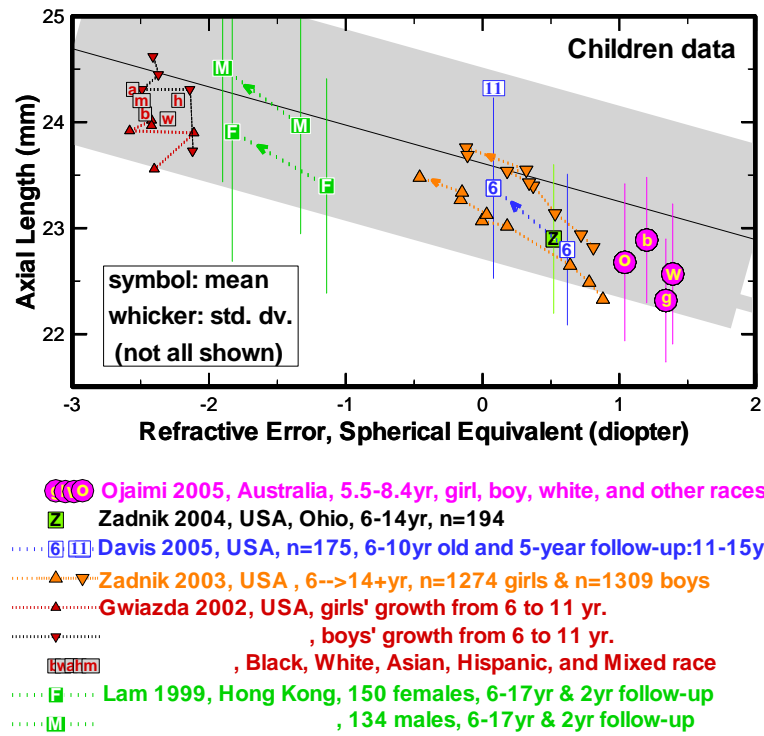 25
24
23
22
Axial Length (mm)
Children data
11
M
F
M
F
a
m
h
b
w
6
Z
6
b
o
w
g
symbol: mean
whicker: std. dv.
(not all shown)
-3 -2 -1 0 1 2
Refractive Error, Spherical Equivalent (diopter)
o Ojaimi 2005, Australia, 5.5-8.4yr, girl, boy, white, and other races
Z Zadnik 2004, USA, Ohio, 6-14yr, n=194
6 11 Davis 2005, USA, n=175, 6-10yr old and 5-year follow-up:11-15y
Zadnik 2003, USA , 6-->14+yr, n=1274 girls & n=1309 boys
Gwiazda 2002, USA, girls' growth from 6 to 11 yr.
, boys' growth from 6 to 11 yr.
b w a h m , Black, White, Asian, Hispanic, and Mixed race
F Lam 1999, Hong Kong, 150 females, 6-17yr & 2yr follow-up
M , 134 males, 6-17yr & 2yr follow-up